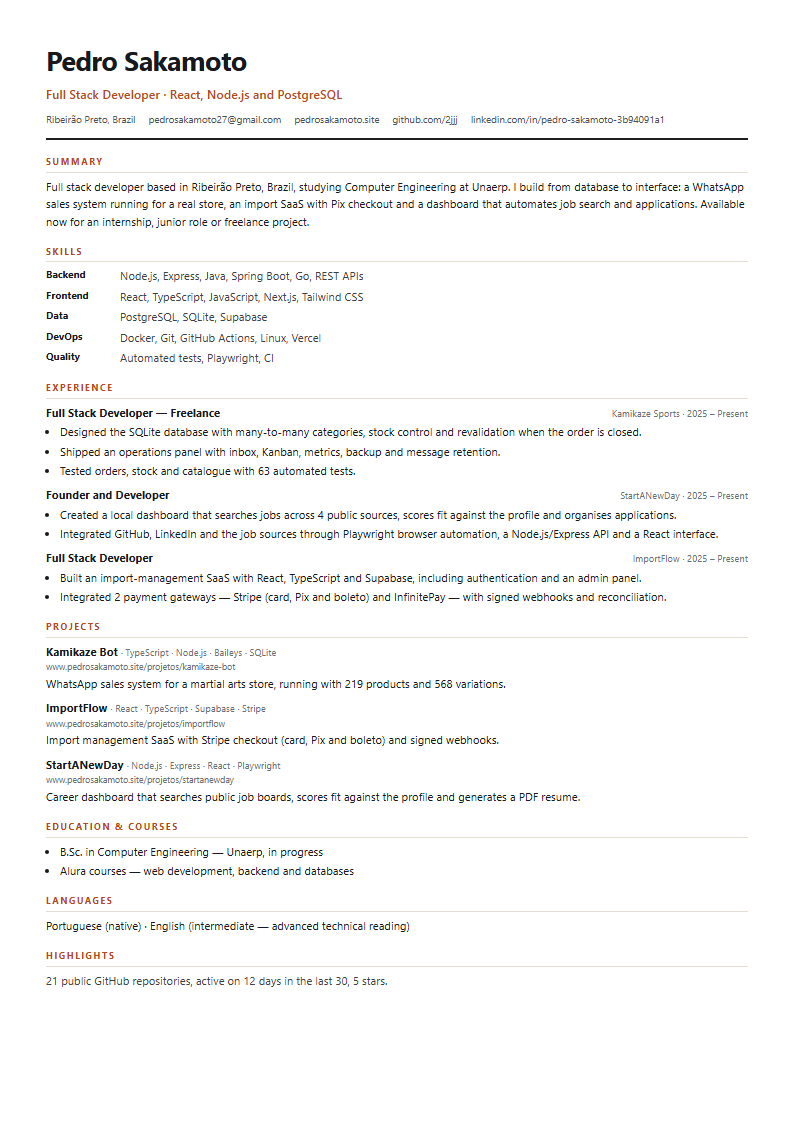 Pedro Sakamoto
Full Stack Developer · React, Node.js and PostgreSQL
Ribeirão Preto, Brazil pedrosakamoto27@gmail.com pedrosakamoto.site github.com/2jjj linkedin.com/in/pedro-sakamoto-3b94091a1
SUMMARY
Full stack developer based in Ribeirão Preto, Brazil, studying Computer Engineering at Unaerp. I build from database to interface: a WhatsApp
sales system running for a real store, an import SaaS with Pix checkout and a dashboard that automates job search and applications. Available
now for an internship, junior role or freelance project.
SKILLS
Backend Node.js, Express, Java, Spring Boot, Go, REST APIs
Frontend React, TypeScript, JavaScript, Next.js, Tailwind CSS
Data PostgreSQL, SQLite, Supabase
DevOps Docker, Git, GitHub Actions, Linux, Vercel
Quality Automated tests, Playwright, CI
EXPERIENCE
Full Stack Developer — Freelance Kamikaze Sports · 2025 – Present
• Designed the SQLite database with many-to-many categories, stock control and revalidation when the order is closed.
• Shipped an operations panel with inbox, Kanban, metrics, backup and message retention.
• Tested orders, stock and catalogue with 63 automated tests.
Founder and Developer StartANewDay · 2025 – Present
• Created a local dashboard that searches jobs across 4 public sources, scores fit against the profile and organises applications.
• Integrated GitHub, LinkedIn and the job sources through Playwright browser automation, a Node.js/Express API and a React interface.
Full Stack Developer ImportFlow · 2025 – Present
• Built an import-management SaaS with React, TypeScript and Supabase, including authentication and an admin panel.
• Integrated 2 payment gateways — Stripe (card, Pix and boleto) and InfinitePay — with signed webhooks and reconciliation.
PROJECTS
Kamikaze Bot · TypeScript · Node.js · Baileys · SQLite
www.pedrosakamoto.site/projetos/kamikaze-bot
WhatsApp sales system for a martial arts store, running with 219 products and 568 variations.
ImportFlow · React · TypeScript · Supabase · Stripe
www.pedrosakamoto.site/projetos/importflow
Import management SaaS with Stripe checkout (card, Pix and boleto) and signed webhooks.
StartANewDay · Node.js · Express · React · Playwright
www.pedrosakamoto.site/projetos/startanewday
Career dashboard that searches public job boards, scores fit against the profile and generates a PDF resume.
EDUCATION & COURSES
• B.Sc. in Computer Engineering — Unaerp, in progress
• Alura courses — web development, backend and databases
LANGUAGES
Portuguese (native) · English (intermediate — advanced technical reading)
HIGHLIGHTS
21 public GitHub repositories, active on 12 days in the last 30, 5 stars.